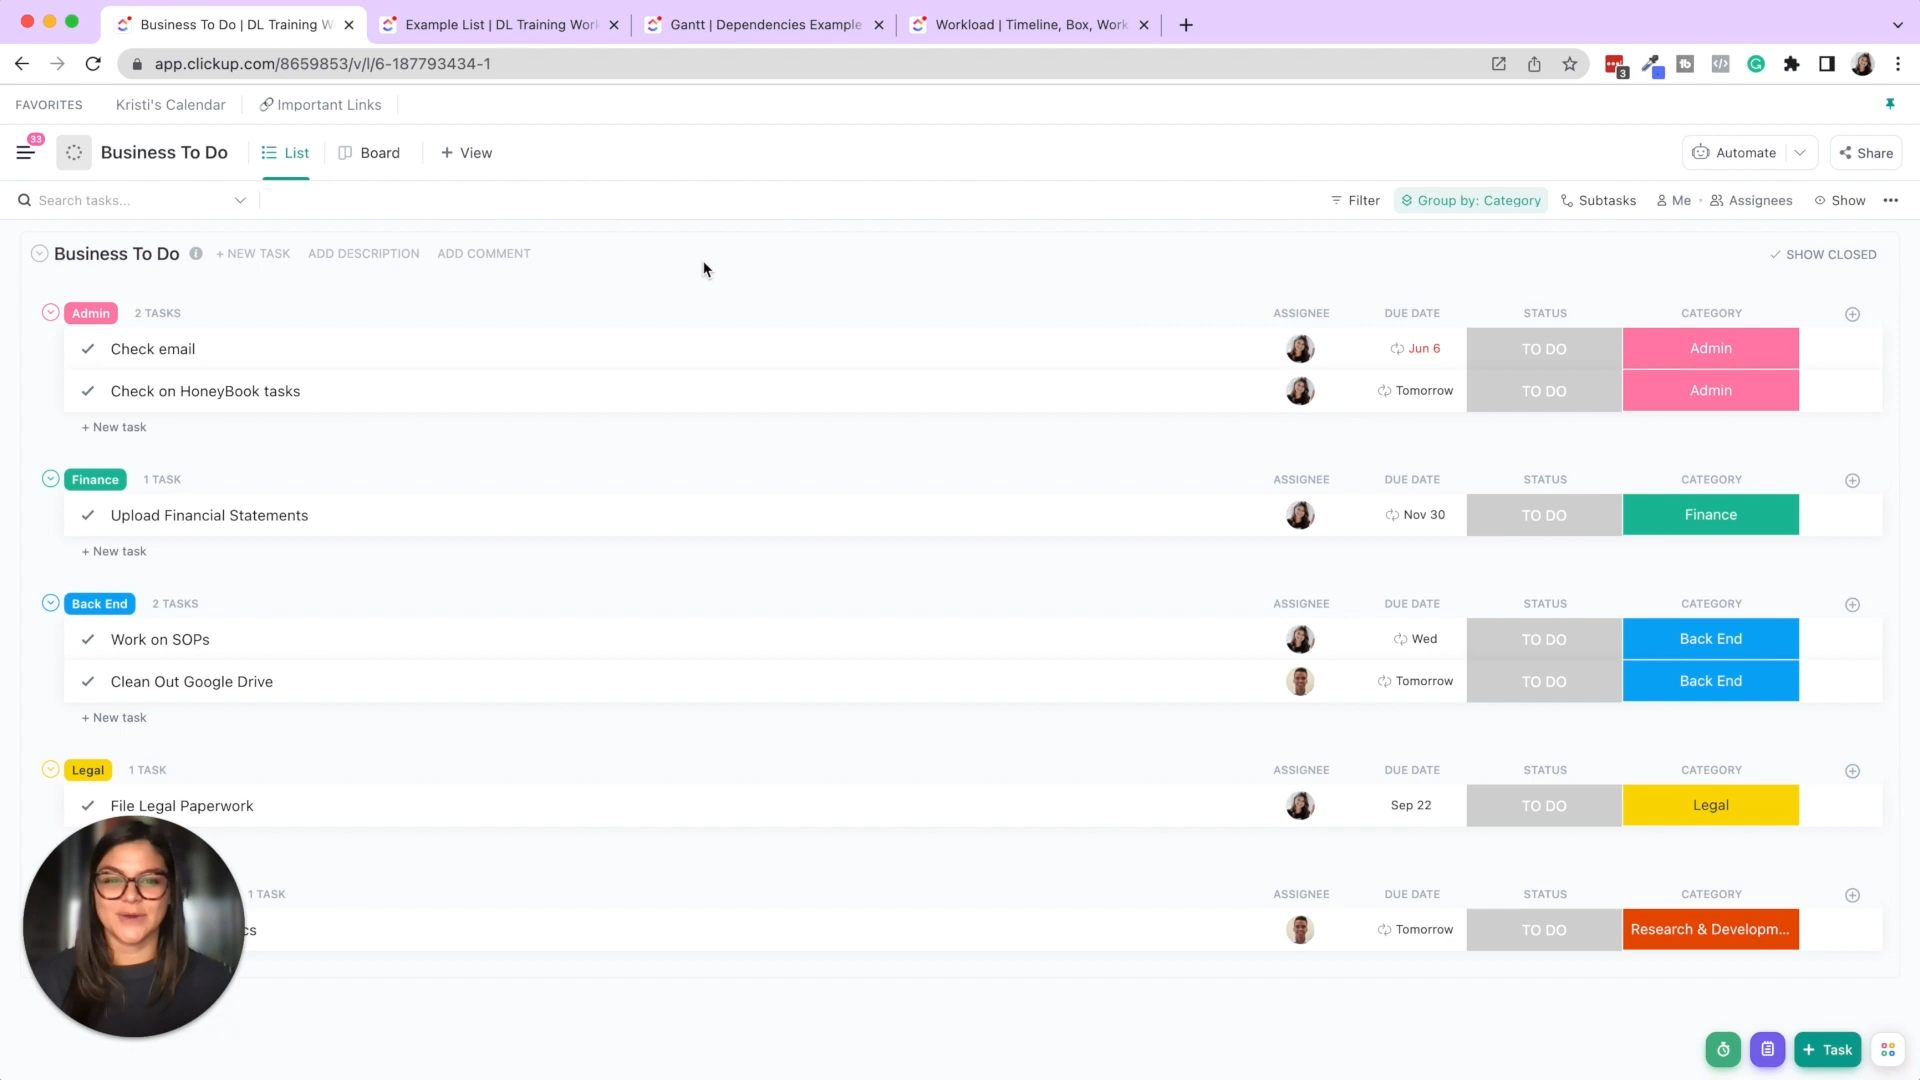 Business To Do | DL Training W
Example List | DL Training Work
Gantt | Dependencies Example
Workload | Timeline, Box, Work
app.clickup.com/8659853/v/l/6-187793434-1
3
FAVORITES
Kristi's Calendar
Important Links
33
Business To Do
List
Board
+ View
Automate
Share
Search tasks...
Filter
Group by: Category
Subtasks
Me
Assignees
Show
Business To Do
+ NEW TASK
ADD DESCRIPTION
ADD COMMENT
SHOW CLOSED
Admin 2 TASKS ASSIGNEE DUE DATE STATUS CATEGORY
Check email Jun 6 TO DO Admin
Check on HoneyBook tasks Tomorrow TO DO Admin
+ New task
Finance 1 TASK ASSIGNEE DUE DATE STATUS CATEGORY
Upload Financial Statements Nov 30 TO DO Finance
+ New task
Back End 2 TASKS ASSIGNEE DUE DATE STATUS CATEGORY
Work on SOPs Wed TO DO Back End
Clean Out Google Drive Tomorrow TO DO Back End
+ New task
Legal 1 TASK ASSIGNEE DUE DATE STATUS CATEGORY
File Legal Paperwork Sep 22 TO DO Legal
1 TASK ASSIGNEE DUE DATE STATUS CATEGORY
cs Tomorrow TO DO Research & Developm...
+ Task